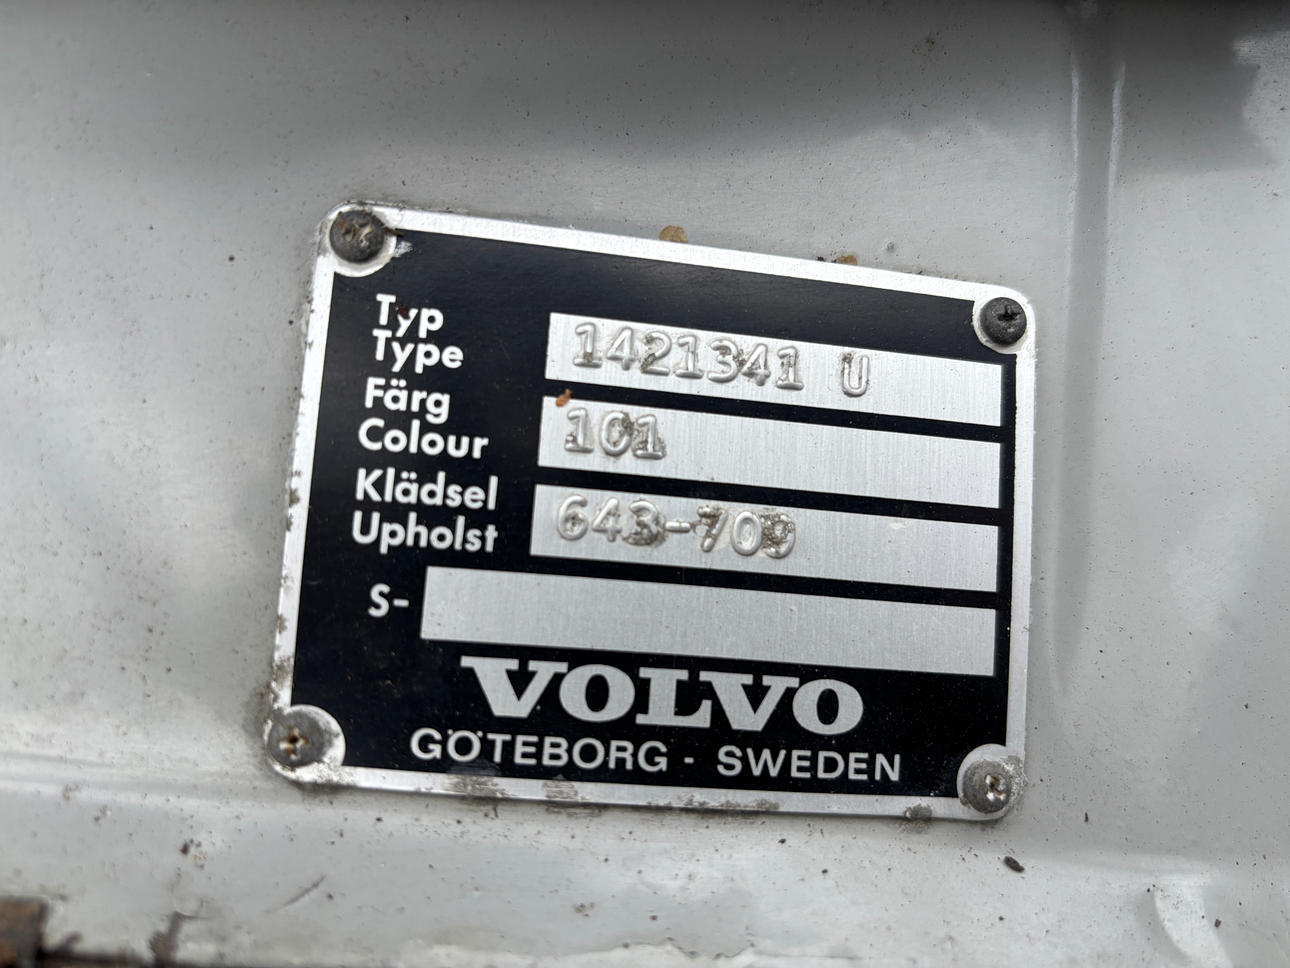 Typ
Type 1421341 U
Färg
Colour 101
Klädsel
Upholst 643-709
S-
VOLVO
GÖTEBORG - SWEDEN